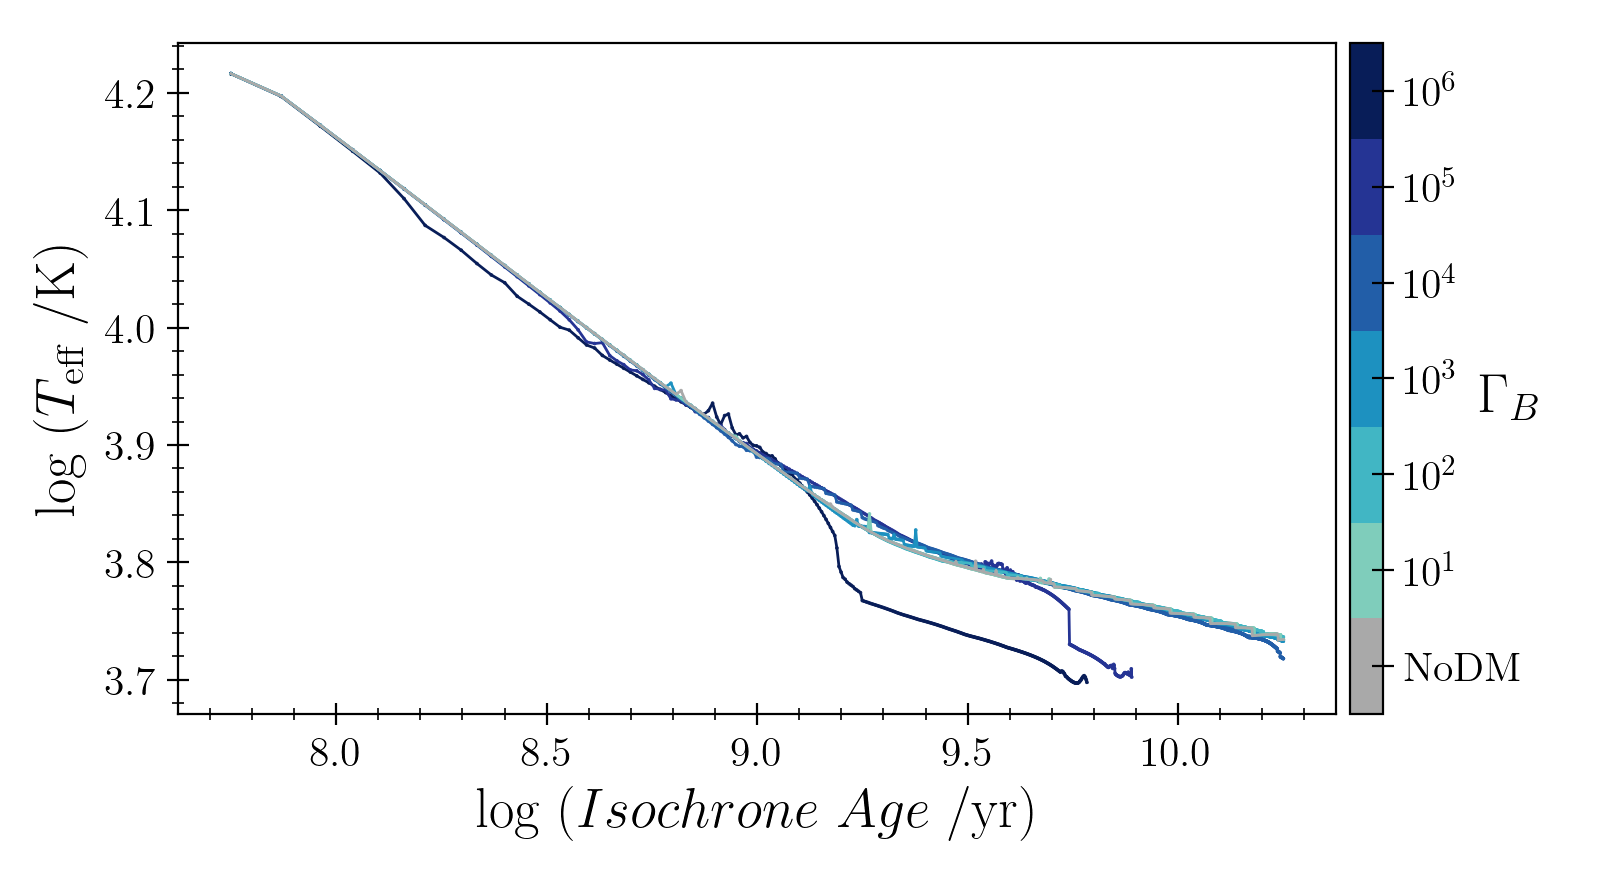 log (T_eff /K)
4.2
4.1
4.0
3.9
3.8
3.7
8.0 8.5 9.0 9.5 10.0
log (Isochrone Age /yr)
10^6
10^5
10^4
10^3
10^2
10^1
NoDM
Γ_B